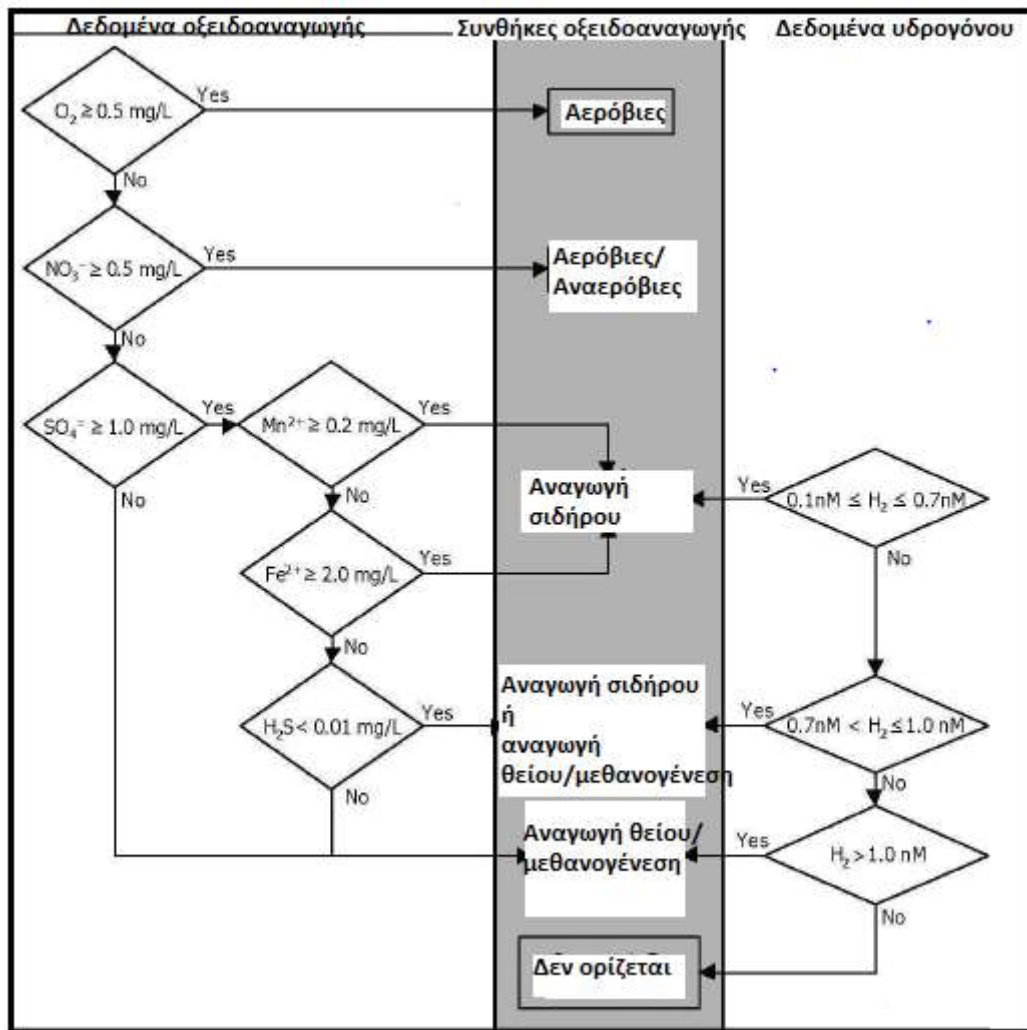 Δεδομένα οξειδοαναγωγής
Συνθήκες οξειδοαναγωγής
Δεδομένα υδρογόνου
O₂ ≥ 0.5 mg/L
Yes
Αερόβιες
No
NO₃⁻ ≥ 0.5 mg/L
Yes
Αερόβιες/
Αναερόβιες
No
SO₄⁼ ≥ 1.0 mg/L
Yes
Mn²⁺ ≥ 0.2 mg/L
Yes
No
No
Αναγωγή
σιδήρου
Yes
0.1nM ≤ H₂ ≤ 0.7nM
No
Fe²⁺ ≥ 2.0 mg/L
Yes
No
H₂S < 0.01 mg/L
Yes
Αναγωγή σιδήρου
ή
αναγωγή
θείου/μεθανογένεση
Yes
0.7nM < H₂ ≤ 1.0 nM
No
No
Αναγωγή θείου/
μεθανογένεση
Yes
H₂ > 1.0 nM
No
Δεν ορίζεται